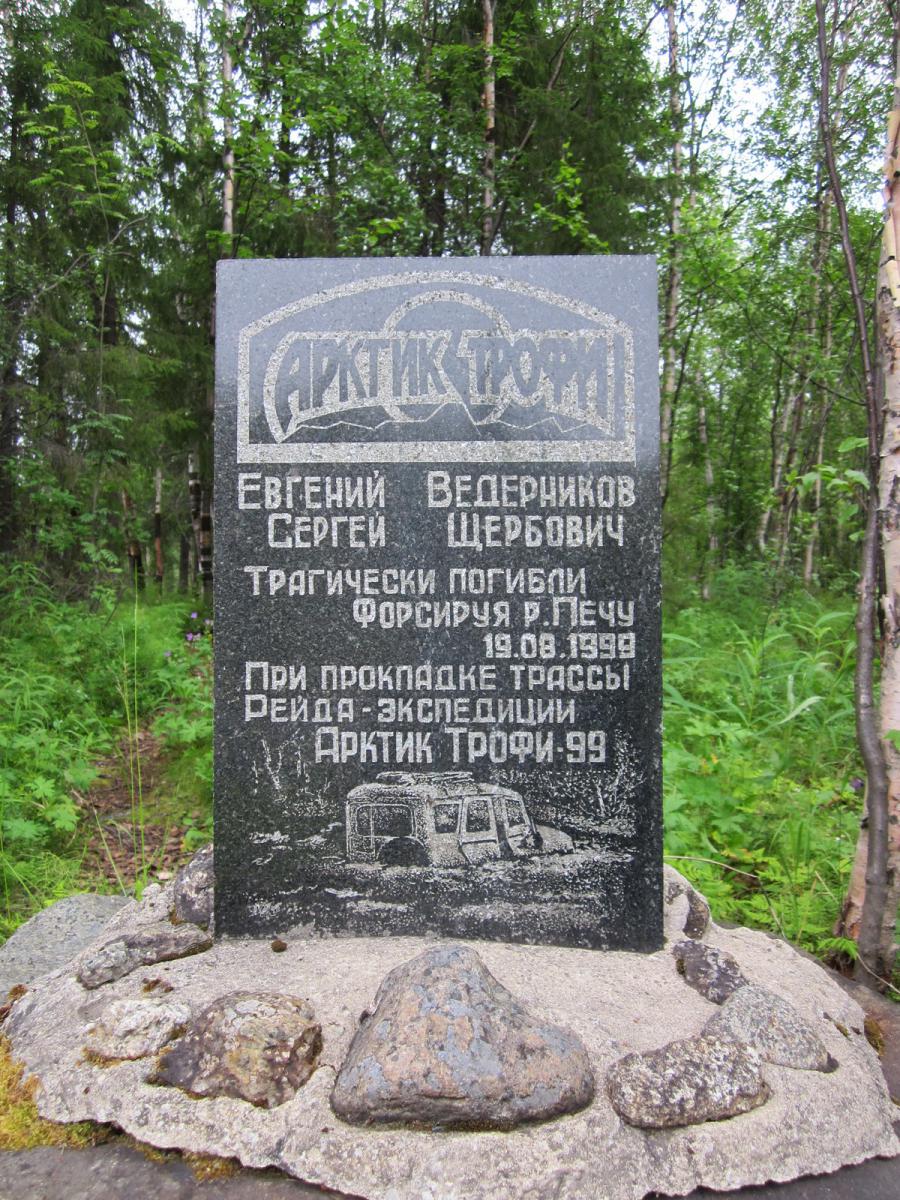 АРКТИК ТРОФИ
ЕВГЕНИЙ ВЕДЕРНИКОВ
СЕРГЕЙ ЩЕРБОВИЧ
ТРАГИЧЕСКИ ПОГИБЛИ
ФОРСИРУЯ Р.ПЕЧУ
19.08.1999
ПРИ ПРОКЛАДКЕ ТРАССЫ
РЕЙДА-ЭКСПЕДИЦИИ
АРКТИК ТРОФИ-99